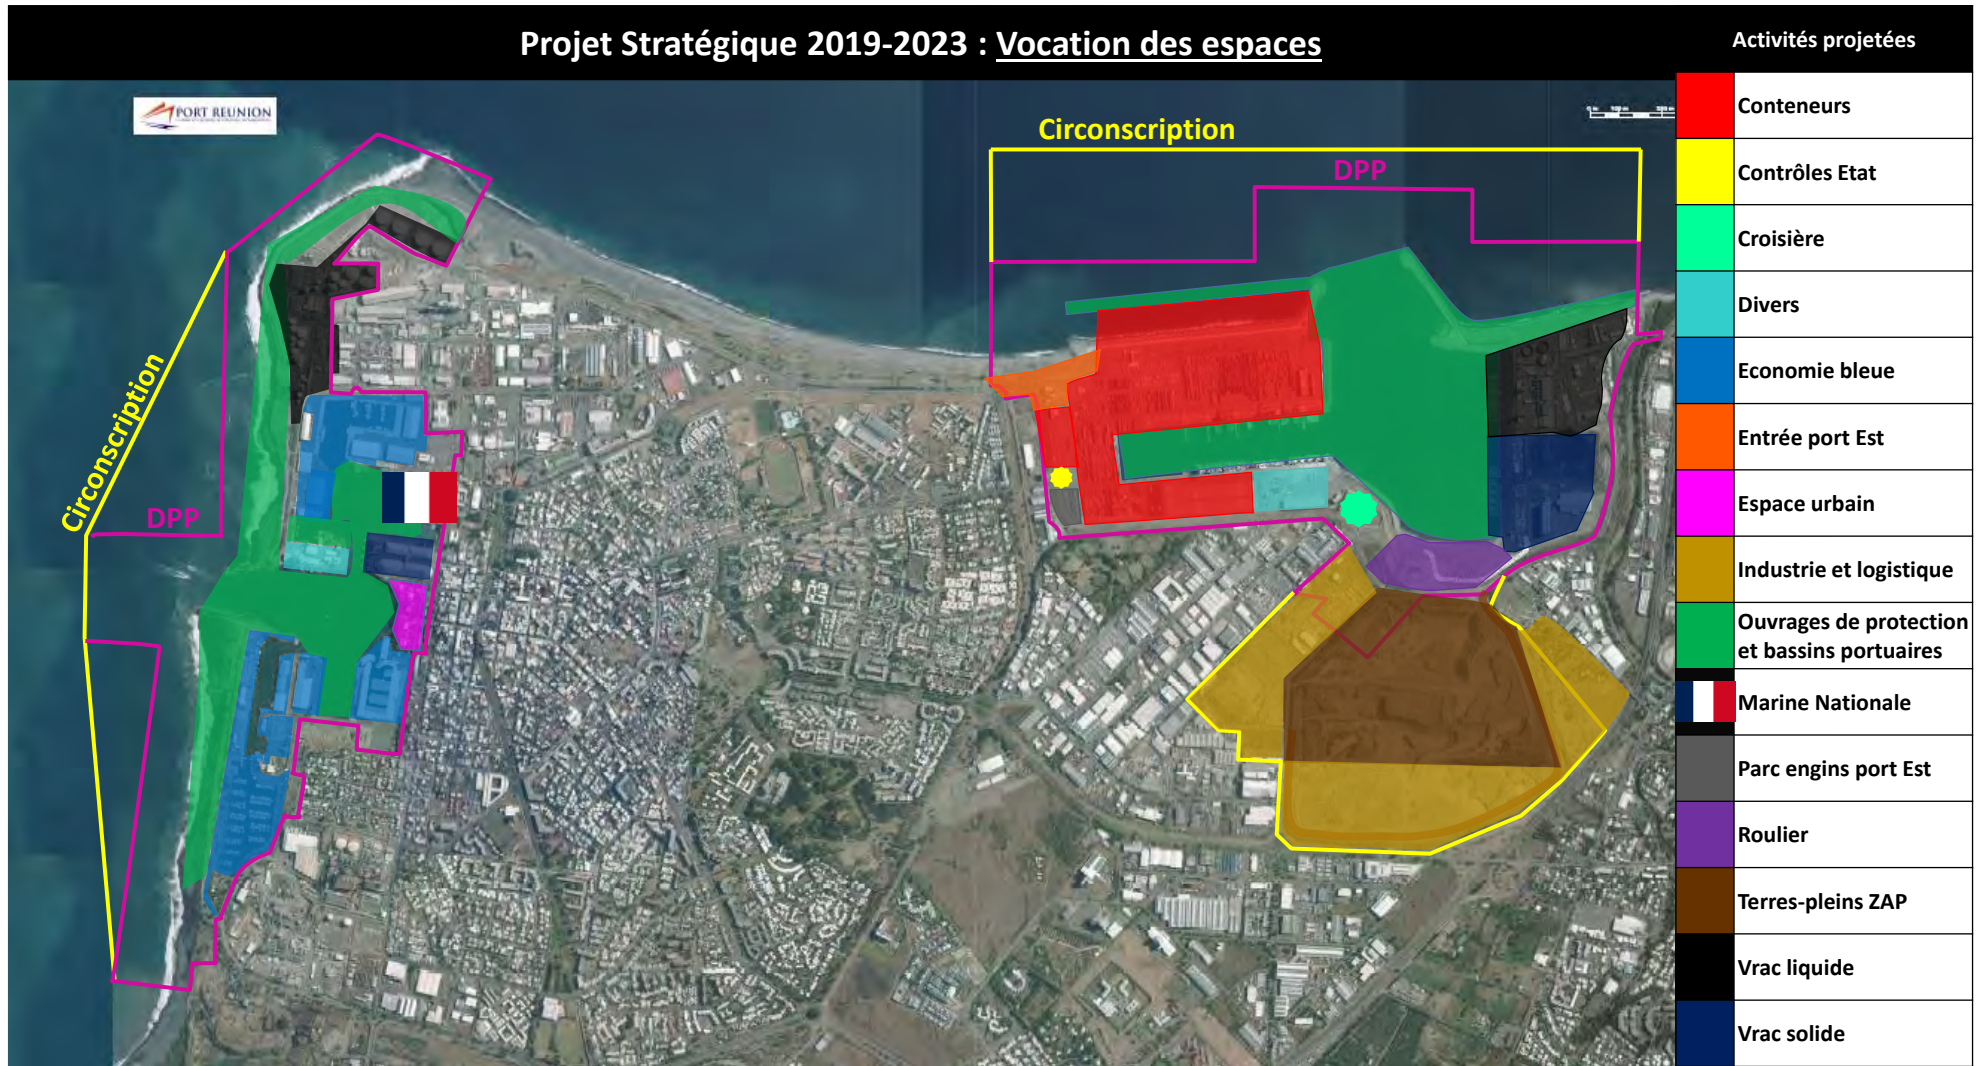 Projet Stratégique 2019-2023 : Vocation des espaces
Activités projetées
PORT REUNION
Circonscription
DPP
Circonscription
DPP
Conteneurs
Contrôles Etat
Croisière
Divers
Economie bleue
Entrée port Est
Espace urbain
Industrie et logistique
Ouvrages de protection
et bassins portuaires
Marine Nationale
Parc engins port Est
Roulier
Terres-pleins ZAP
Vrac liquide
Vrac solide